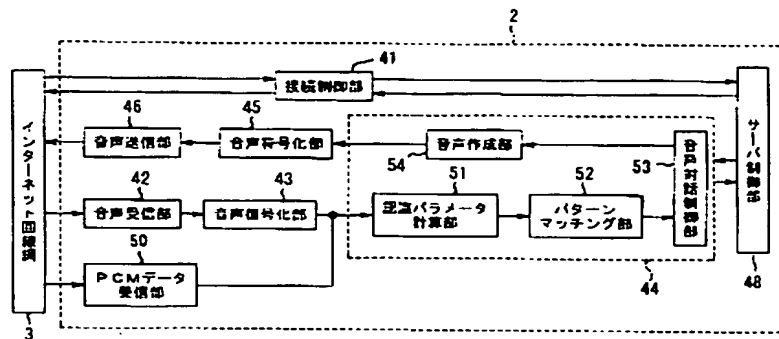 2
41
接続制御部
46
45
音声送信部
音声符号化部
音声作成部
54
53
音声対話制御部
インターネット回線網
サーバ制御部
42
43
51
52
音声受信部
音声信号化部
認識パラメータ
計算部
パターン
マッチング部
50
PCMデータ
受信部
44
48
3